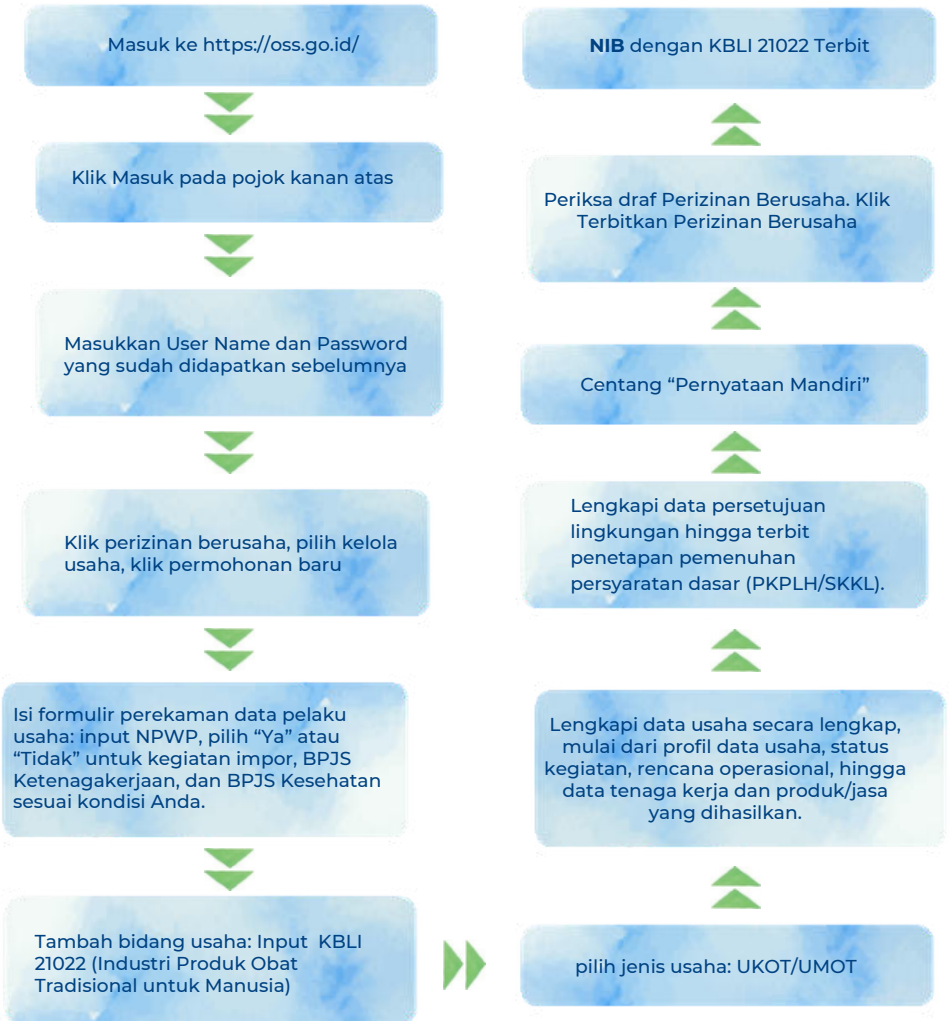 Masuk ke https://oss.go.id/
Klik Masuk pada pojok kanan atas
Masukkan User Name dan Password
yang sudah didapatkan sebelumnya
Klik perizinan berusaha, pilih kelola
usaha, klik permohonan baru
Isi formulir perekaman data pelaku
usaha: input NPWP, pilih “Ya” atau
“Tidak” untuk kegiatan impor, BPJS
Ketenagakerjaan, dan BPJS Kesehatan
sesuai kondisi Anda.
Tambah bidang usaha: Input KBLI
21022 (Industri Produk Obat
Tradisional untuk Manusia)
pilih jenis usaha: UKOT/UMOT
Lengkapi data usaha secara lengkap,
mulai dari profil data usaha, status
kegiatan, rencana operasional, hingga
data tenaga kerja dan produk/jasa
yang dihasilkan.
Lengkapi data persetujuan
lingkungan hingga terbit
penetapan pemenuhan
persyaratan dasar (PKPLH/SKKL).
Centang “Pernyataan Mandiri”
Periksa draf Perizinan Berusaha. Klik
Terbitkan Perizinan Berusaha
NIB dengan KBLI 21022 Terbit